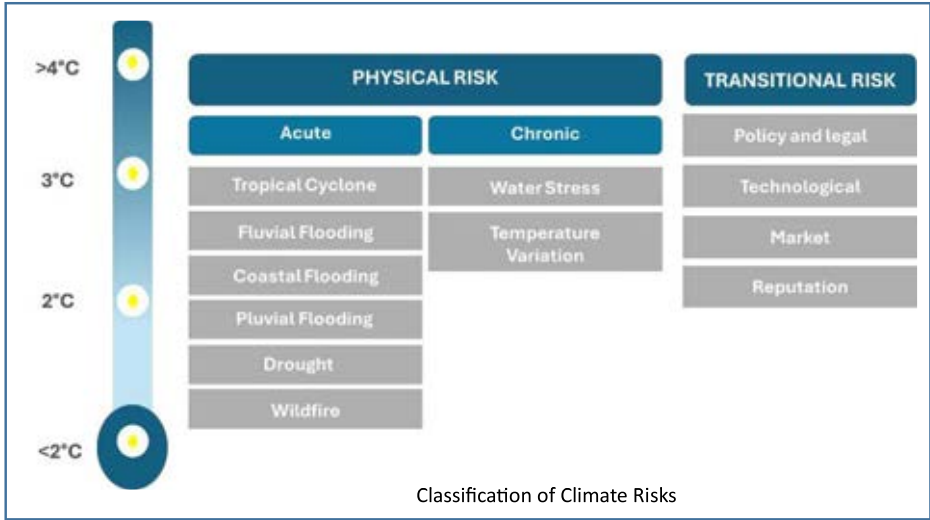 >4°C
3°C
2°C
<2°C
PHYSICAL RISK
Acute
Chronic
Tropical Cyclone
Fluvial Flooding
Coastal Flooding
Pluvial Flooding
Drought
Wildfire
Water Stress
Temperature
Variation
TRANSITIONAL RISK
Policy and legal
Technological
Market
Reputation
Classification of Climate Risks